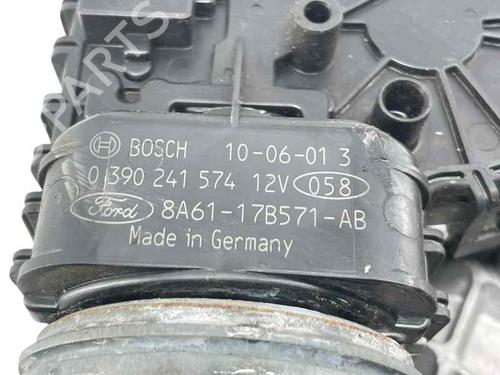 PARTS
BOSCH 10-06-01 3
0 390 241 574 12V 058
Ford 8A61-17B571-AB
Made in Germany